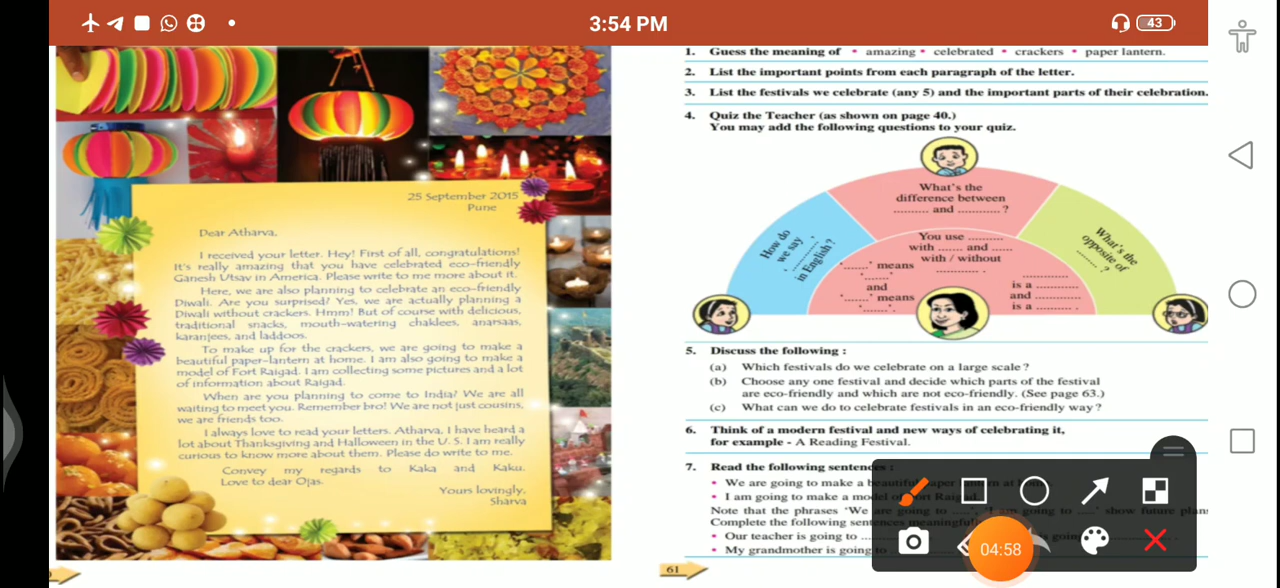 3:54 PM
43
25 September 2015
Pune
Dear Atharva,
I received your letter. Hey! First of all, congratulations!
It's really amazing that you have celebrated eco-friendly
Ganesh Utsav in America. Please write to me more about it.
Here, we are also planning to celebrate an eco-friendly
Diwali. Are you surprised? Yes, we are actually planning a
Diwali without crackers. Hmm! But of course with delicious,
traditional snacks, mouth-watering chaklees, anarsaas,
karanjees, and laddoos.
To make up for the crackers, we are going to make a
beautiful paper-lantern at home. I am also going to make a
model of Fort Raigad. I am collecting some pictures and a lot
of information about Raigad.
When are you planning to come to India? We are all
waiting to meet you. Remember bro! We are not just cousins,
we are friends too.
I always love to read your letters. Atharva, I have heard a
lot about Thanksgiving and Halloween in the U. S. I am really
curious to know more about them. Please do write to me.
Convey my regards to Kaka and Kaku.
Love to dear Ojas.
Yours lovingly,
Sharva
1. Guess the meaning of • amazing • celebrated • crackers • paper lantern.
2. List the important points from each paragraph of the letter.
3. List the festivals we celebrate (any 5) and the important parts of their celebration.
4. Quiz the Teacher (as shown on page 40.)
You may add the following questions to your quiz.
How do
we say
'..........'
in English ?
What's the
difference between
.......... and ............ ?
What's the
opposite of
.......... ?
You use ..........
with ....... and ......
with / without
.............. .
'.......' means
'.......'
and
'.......' means
'.......'.
..............
is a ............
and ............
is a .......... .
5. Discuss the following :
(a) Which festivals do we celebrate on a large scale ?
(b) Choose any one festival and decide which parts of the festival
are eco-friendly and which are not eco-friendly. (See page 63.)
(c) What can we do to celebrate festivals in an eco-friendly way ?
6. Think of a modern festival and new ways of celebrating it,
for example - A Reading Festival.
7. Read the following sentences :
• We are going to make a beautiful paper lantern at home.
• I am going to make a model of Fort Raigad.
Note that the phrases 'We are going to ....', 'I am going to ....' show future plans
Complete the following sentences meaningfully
• Our teacher is going to
• My grandmother is going to
61
04:58